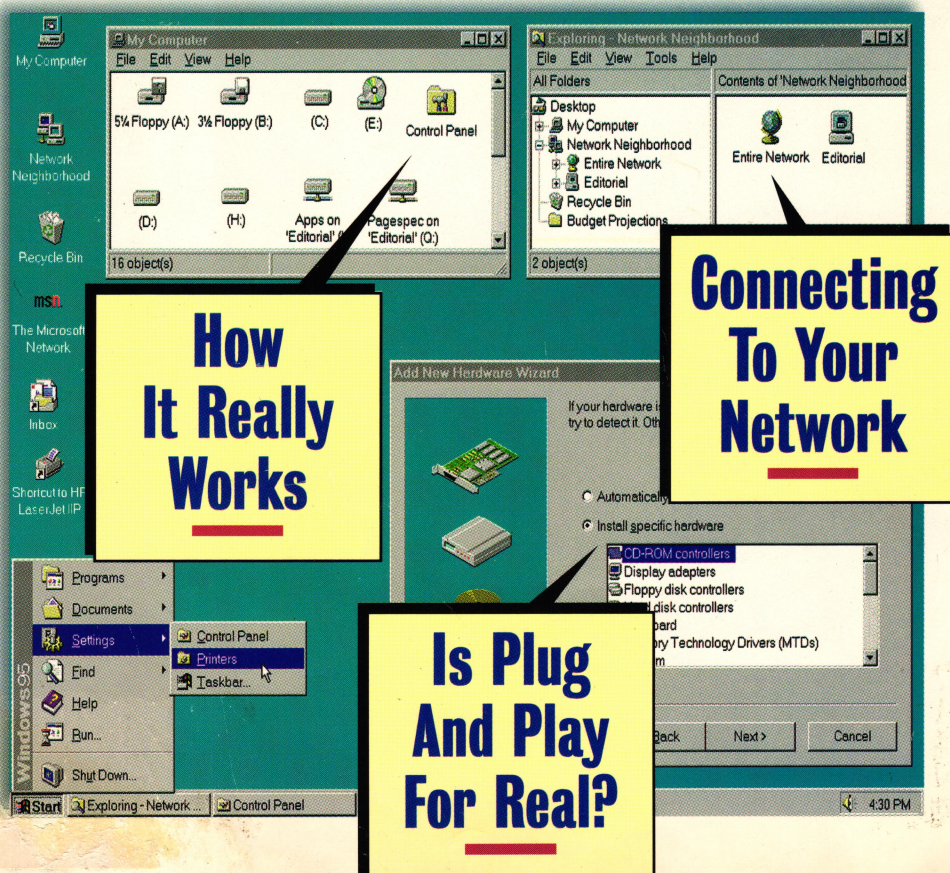 My Computer
Network
Neighborhood
Recycle Bin
msn.
The Microsoft
Network
Inbox
Shortcut to HP
LaserJet IIP
My Computer
File Edit View Help
5¼ Floppy (A:) 3½ Floppy (B:) (C:) (E:) Control Panel
(D:) (H:) Apps on Pagespec on
'Editorial' 'Editorial' (Q:)
16 object(s)
Exploring - Network Neighborhood
File Edit View Tools Help
All Folders Contents of 'Network Neighborhood
Desktop
My Computer
Network Neighborhood
Entire Network
Editorial
Recycle Bin
Budget Projections
Entire Network Editorial
2 object(s)
How
It Really
Works
Connecting
To Your
Network
Add New Hardware Wizard
If your hardware
try to detect it.
Automatically
Install specific hardware
CD-ROM controllers
Display adapters
Floppy disk controllers
disk controllers
Technology Drivers (MTDs)
Back Next > Cancel
Is Plug
And Play
For Real?
Programs
Documents
Settings
Find
Help
Run...
Shut Down...
Windows95
Control Panel
Printers
Taskbar...
Start Exploring - Network ... Control Panel 4:30 PM